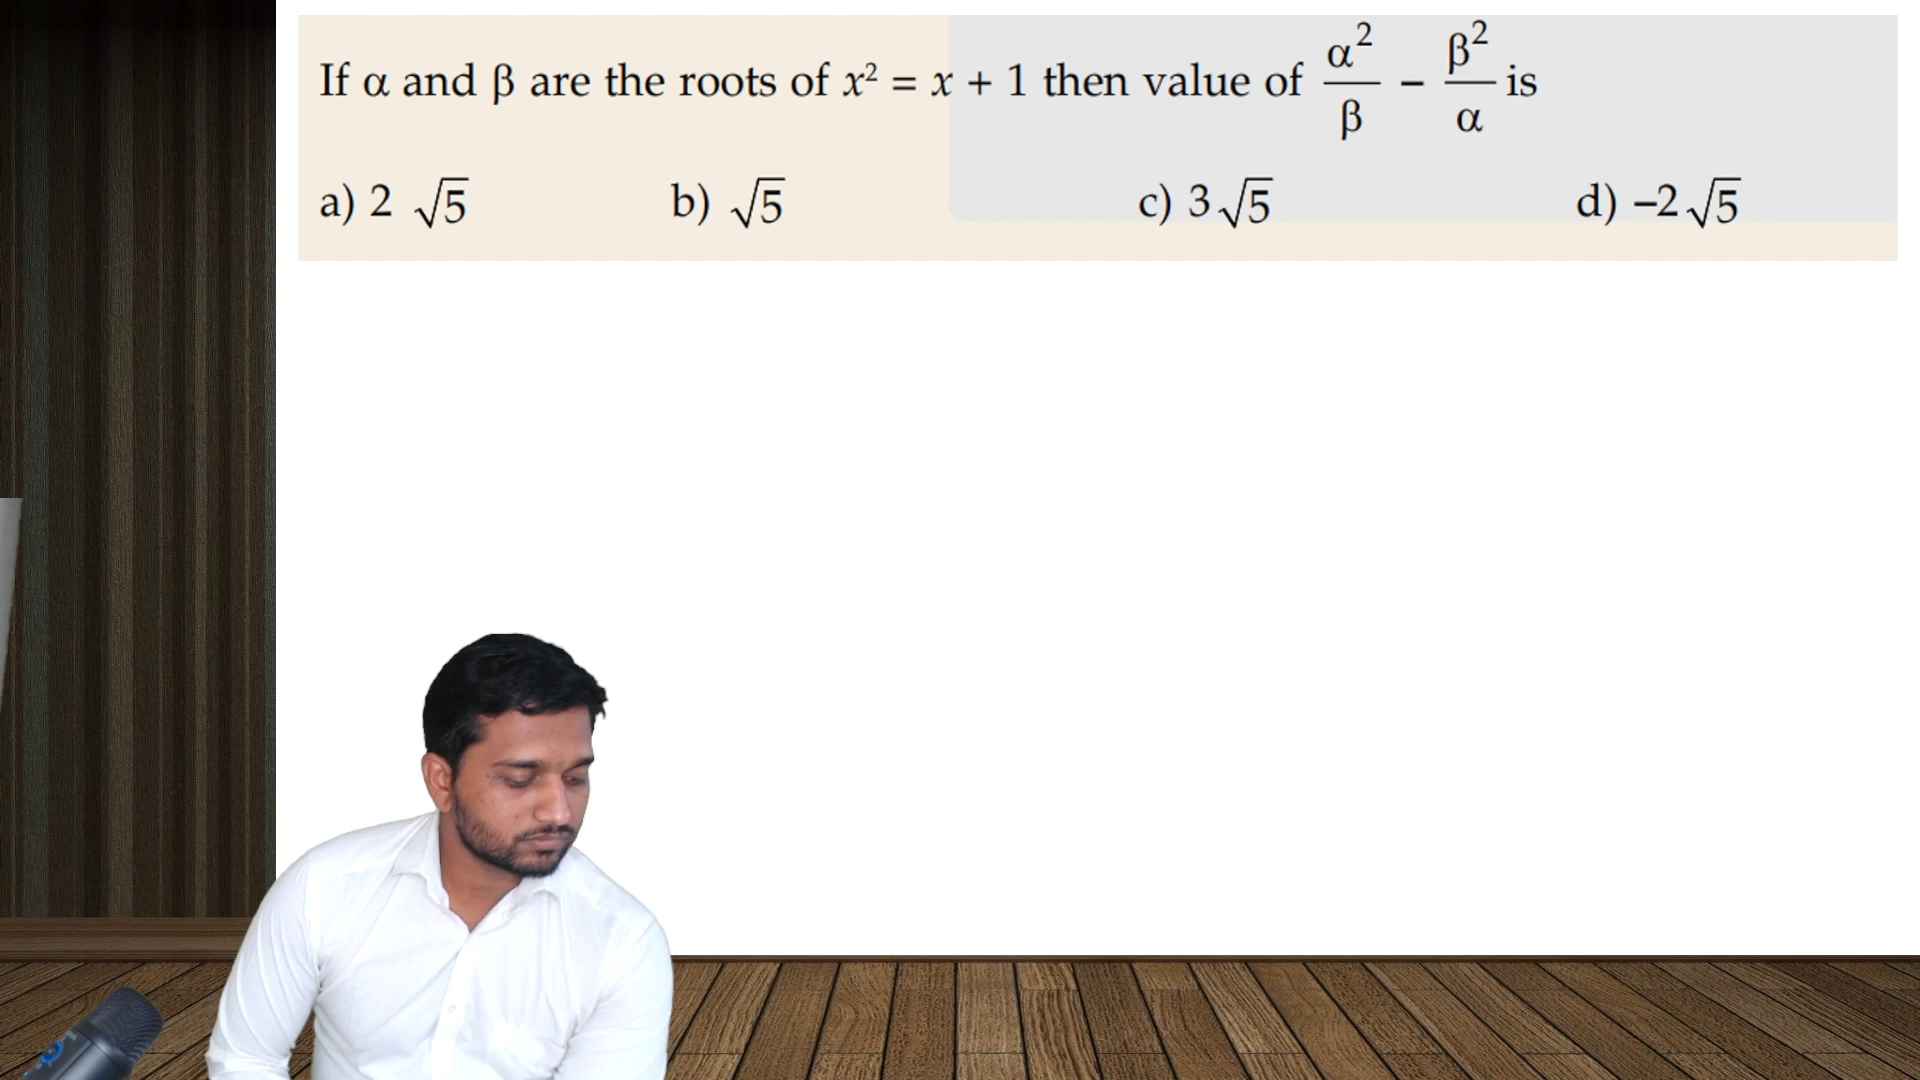 If α and β are the roots of x² = x + 1 then value of α²/β − β²/α is
a) 2 √5 b) √5 c) 3√5 d) –2√5